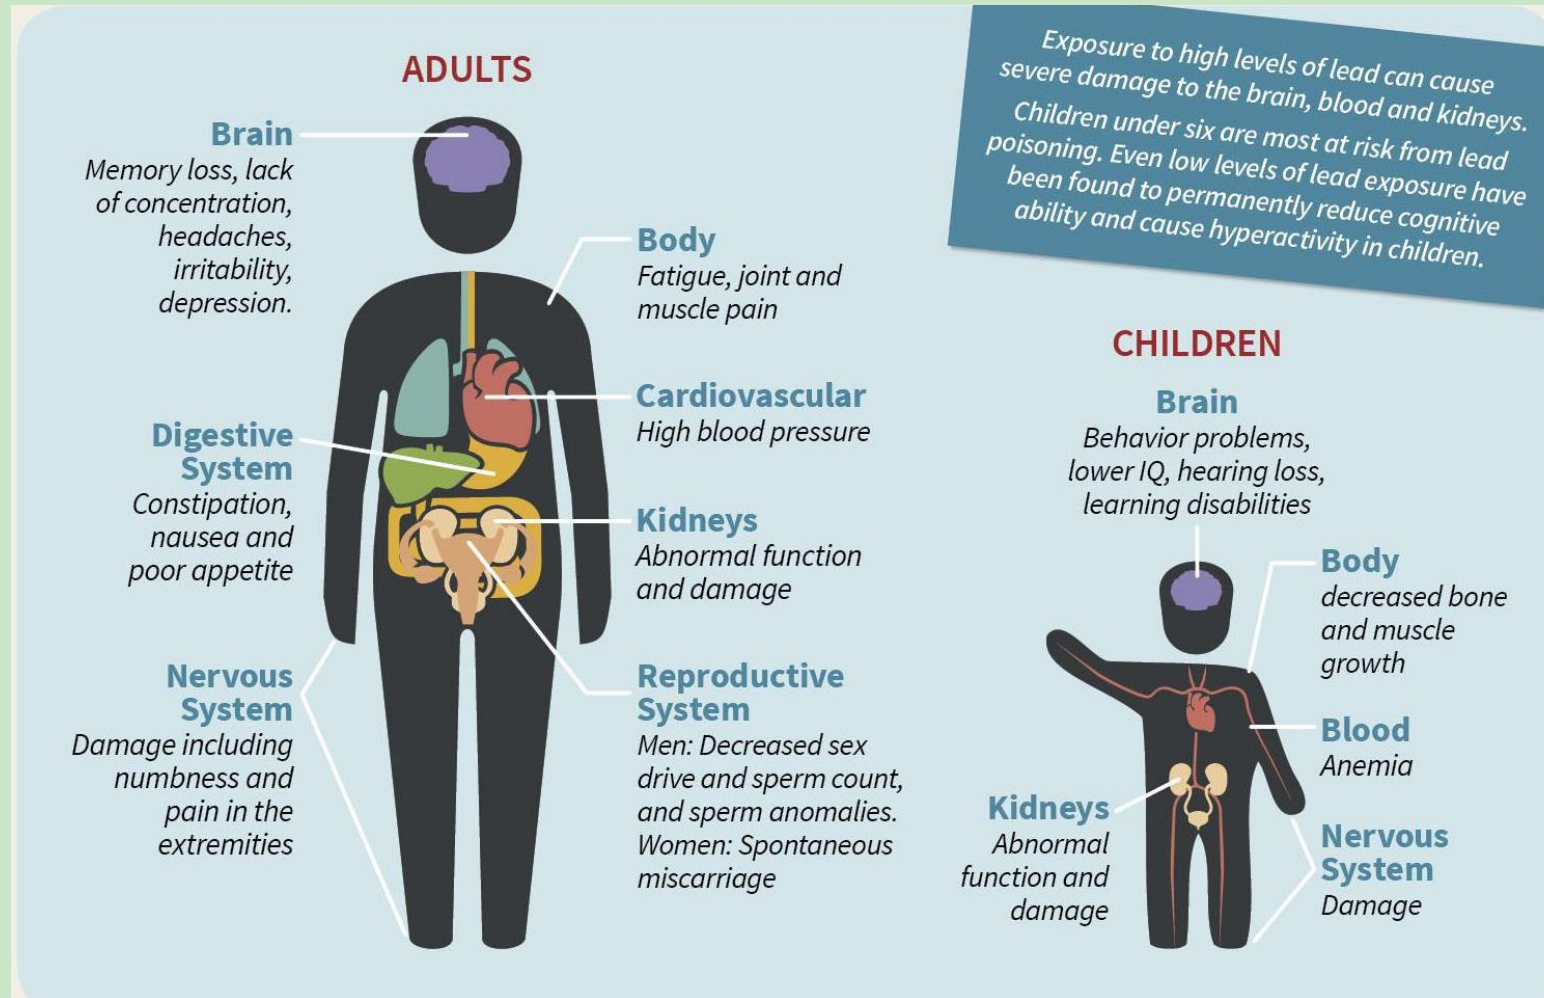 ADULTS
Brain
Memory loss, lack
of concentration,
headaches,
irritability,
depression.
Digestive
System
Constipation,
nausea and
poor appetite
Nervous
System
Damage including
numbness and
pain in the
extremities
Body
Fatigue, joint and
muscle pain
Cardiovascular
High blood pressure
Kidneys
Abnormal function
and damage
Reproductive
System
Men: Decreased sex
drive and sperm count,
and sperm anomalies.
Women: Spontaneous
miscarriage
Exposure to high levels of lead can cause
severe damage to the brain, blood and kidneys.
Children under six are most at risk from lead
poisoning. Even low levels of lead exposure have
been found to permanently reduce cognitive
ability and cause hyperactivity in children.
CHILDREN
Brain
Behavior problems,
lower IQ, hearing loss,
learning disabilities
Body
decreased bone
and muscle
growth
Blood
Anemia
Kidneys
Abnormal
function and
damage
Nervous
System
Damage